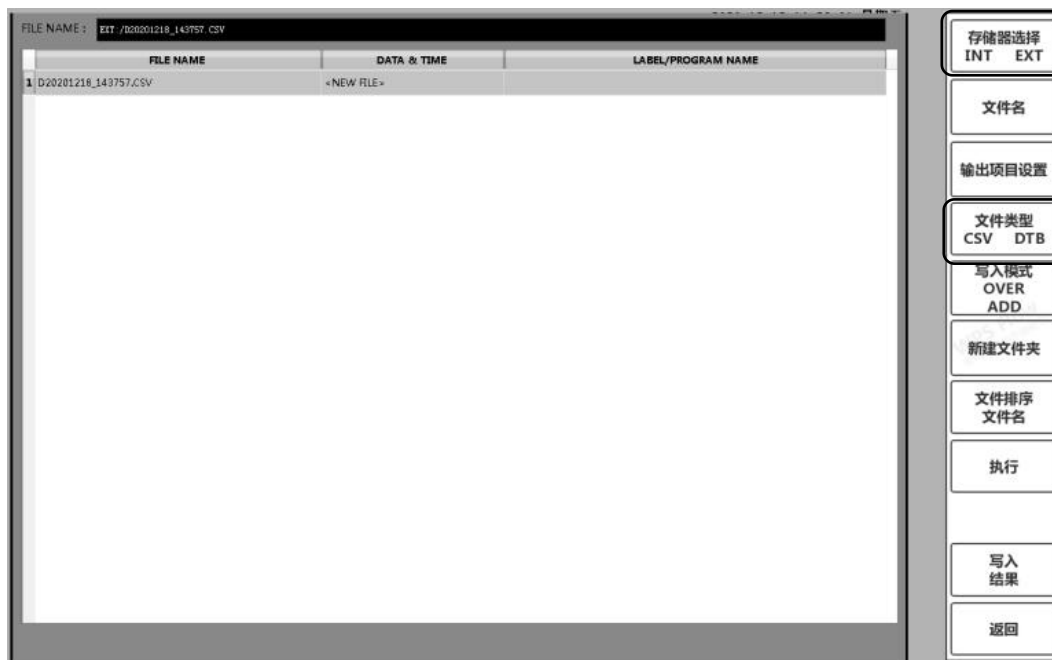 FILE NAME : EXT:/D20201218_143757.CSV
FILE NAME DATA & TIME LABEL/PROGRAM NAME
1 D20201218_143757.CSV <NEW FILE>
存储器选择
INT EXT
文件名
输出项目设置
文件类型
CSV DTB
写入模式
OVER
ADD
新建文件夹
文件排序
文件名
执行
写入
结果
返回